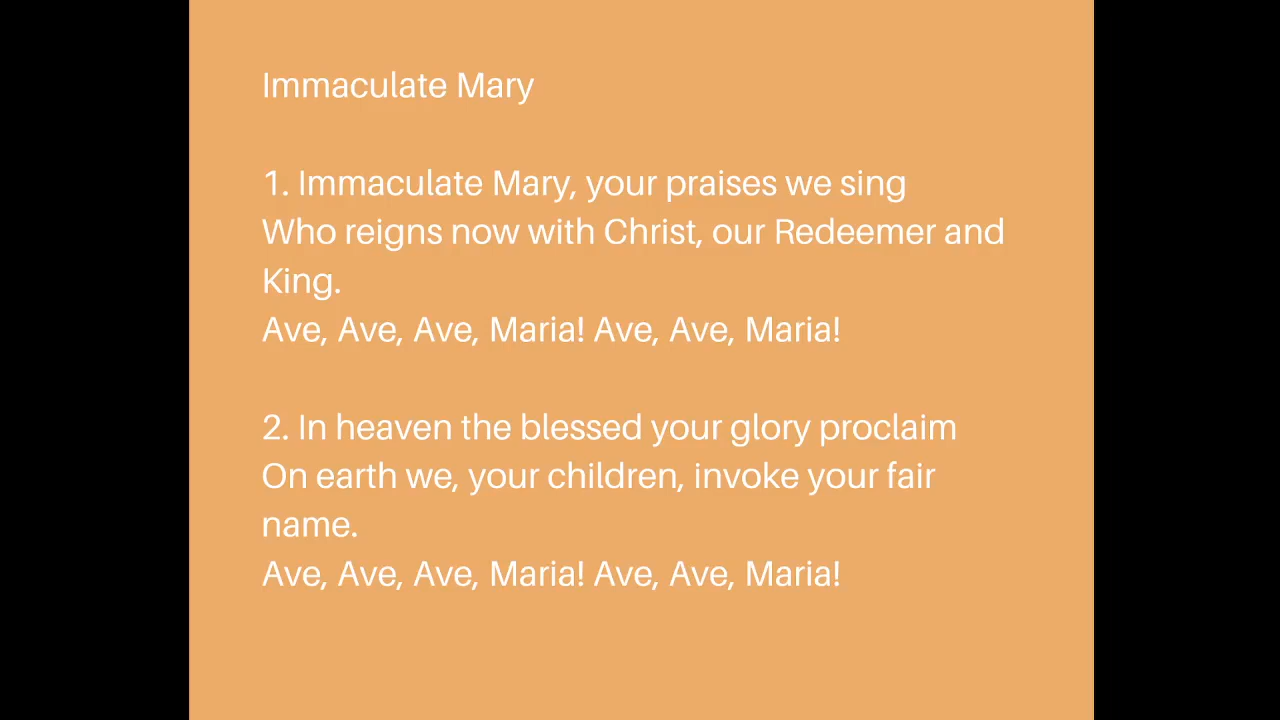 Immaculate Mary
1. Immaculate Mary, your praises we sing
Who reigns now with Christ, our Redeemer and
King.
Ave, Ave, Ave, Maria! Ave, Ave, Maria!
2. In heaven the blessed your glory proclaim
On earth we, your children, invoke your fair
name.
Ave, Ave, Ave, Maria! Ave, Ave, Maria!